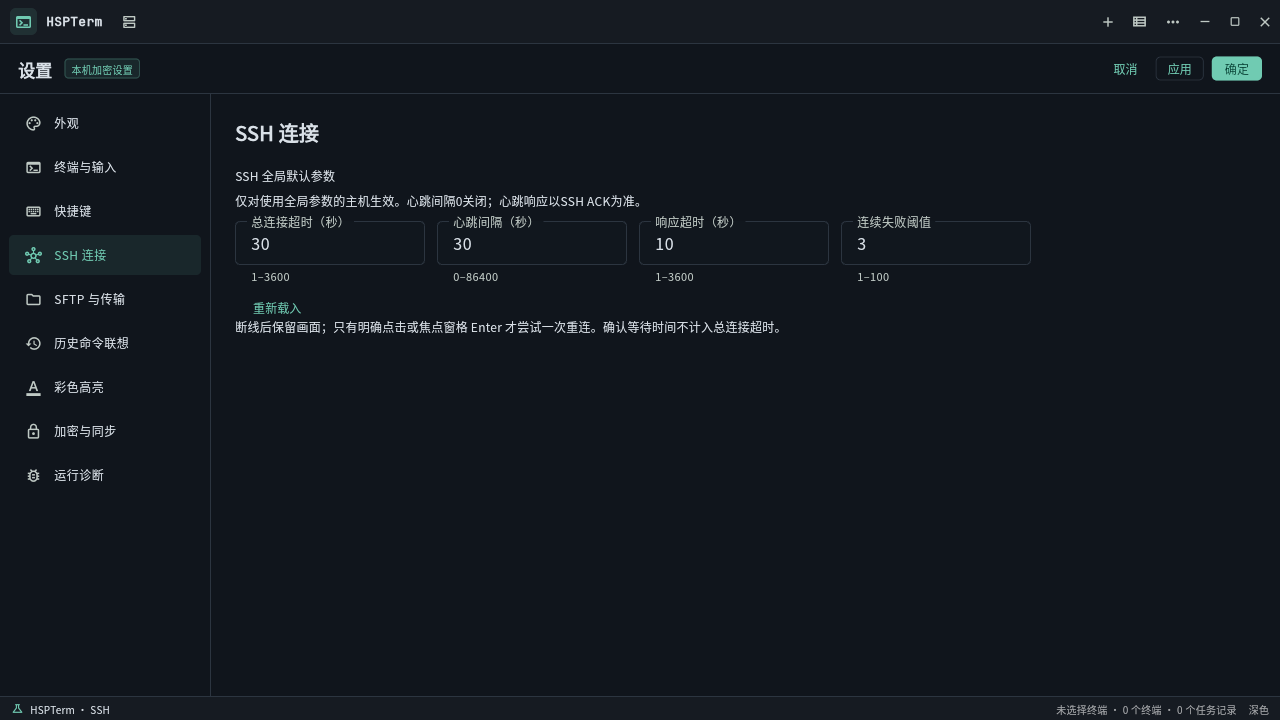 HSPTerm
设置
本机加密设置
取消
应用
确定
外观
终端与输入
快捷键
SSH 连接
SFTP 与传输
历史命令联想
彩色高亮
加密与同步
运行诊断
SSH 连接
SSH 全局默认参数
仅对使用全局参数的主机生效。心跳间隔0关闭；心跳响应以SSH ACK为准。
总连接超时（秒）
30
1–3600
心跳间隔（秒）
30
0–86400
响应超时（秒）
10
1–3600
连续失败阈值
3
1–100
重新载入
断线后保留画面；只有明确点击或焦点窗格 Enter 才尝试一次重连。确认等待时间不计入总连接超时。
HSPTerm · SSH
未选择终端 · 0 个终端 · 0 个任务记录
深色